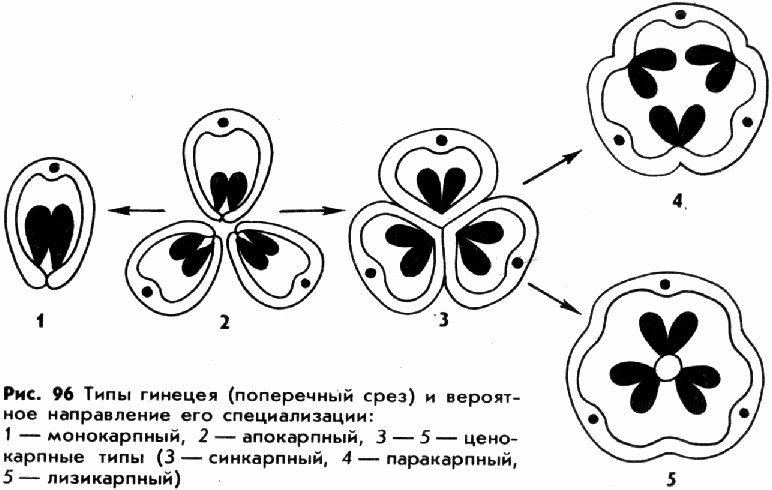 1
2
3
4
5
Рис. 96 Типы гинецея (поперечный срез) и вероят-
ное направление его специализации:
1 — монокарпный, 2 — апокарпный, 3 — 5 — цено-
карпные типы (3 — синкарпный, 4 — паракарпный,
5 — лизикарпный)